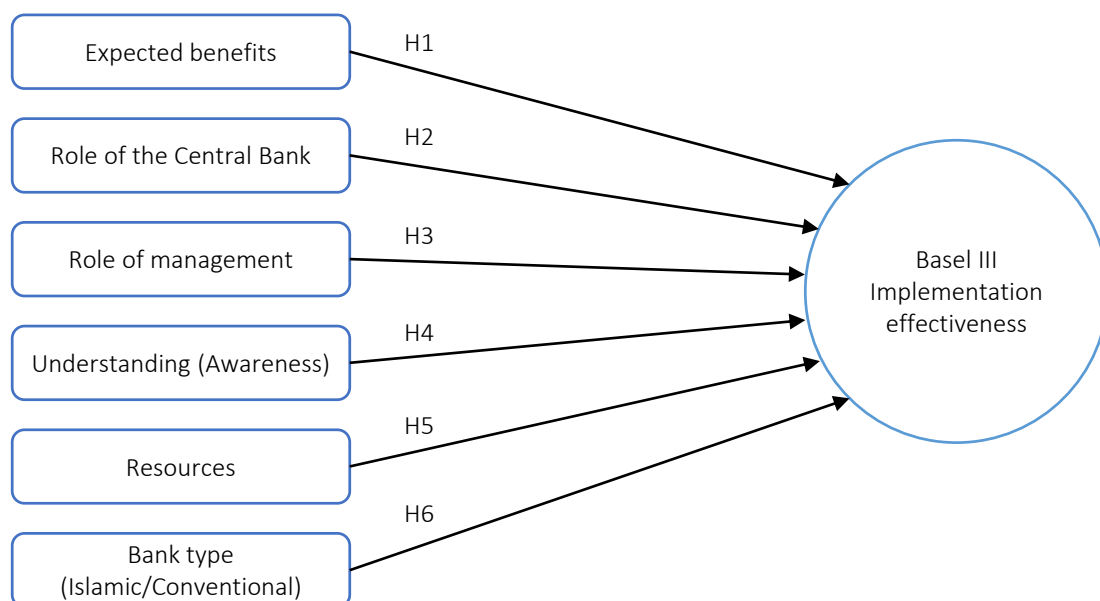 Expected benefits
H1
Role of the Central Bank
H2
Role of management
H3
Understanding (Awareness)
H4
Resources
H5
Bank type
(Islamic/Conventional)
H6
Basel III
Implementation
effectiveness